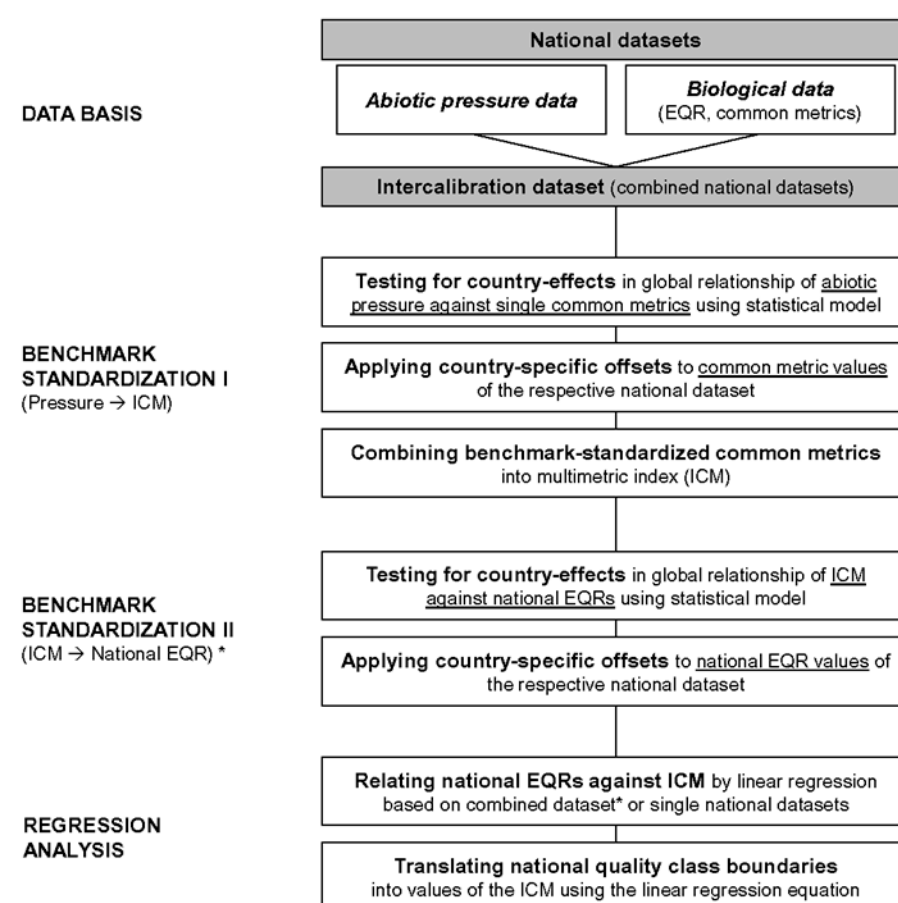 National datasets
DATA BASIS
Abiotic pressure data
Biological data
(EQR, common metrics)
Intercalibration dataset (combined national datasets)
BENCHMARK
STANDARDIZATION I
(Pressure → ICM)
Testing for country-effects in global relationship of abiotic
pressure against single common metrics using statistical model
Applying country-specific offsets to common metric values
of the respective national dataset
Combining benchmark-standardized common metrics
into multimetric index (ICM)
BENCHMARK
STANDARDIZATION II
(ICM → National EQR) *
Testing for country-effects in global relationship of ICM
against national EQRs using statistical model
Applying country-specific offsets to national EQR values of
the respective national dataset
REGRESSION
ANALYSIS
Relating national EQRs against ICM by linear regression
based on combined dataset* or single national datasets
Translating national quality class boundaries
into values of the ICM using the linear regression equation